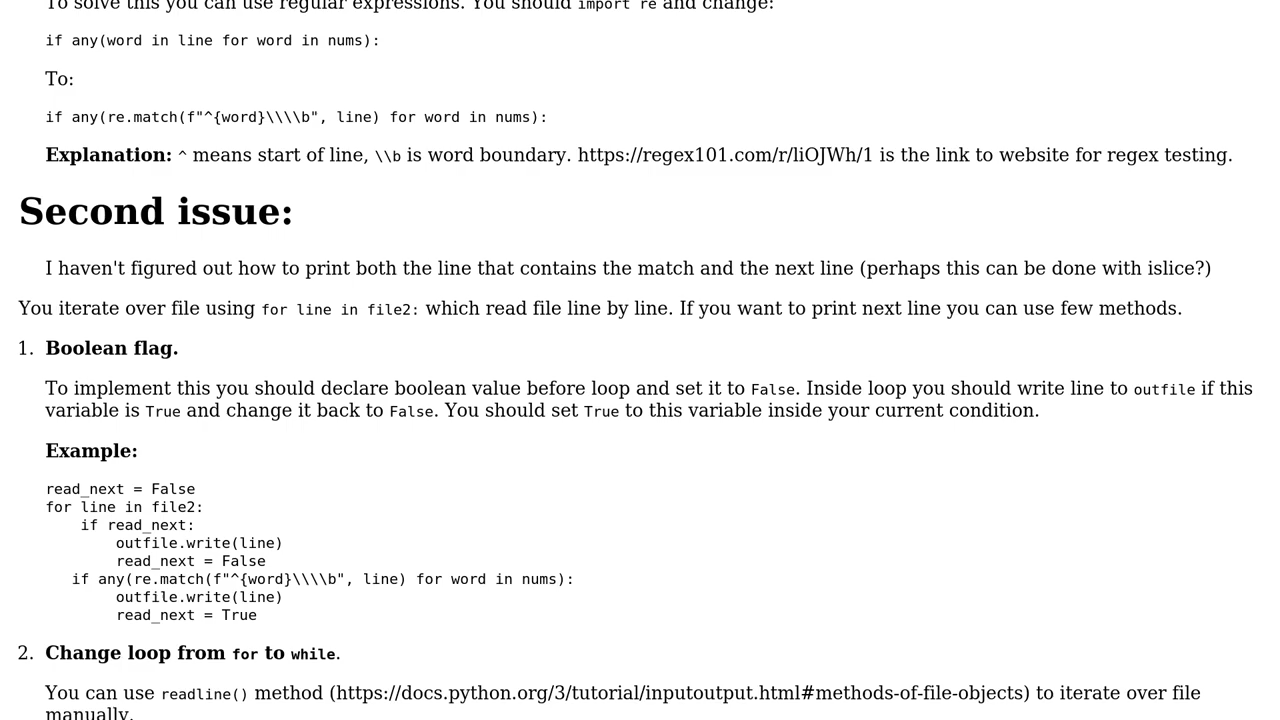 To solve this you can use regular expressions. You should import re and change:
if any(word in line for word in nums):
To:
if any(re.match(f"^{word}\\\\b", line) for word in nums):
Explanation: ^ means start of line, \\b is word boundary. https://regex101.com/r/liOJWh/1 is the link to website for regex testing.
Second issue:
I haven't figured out how to print both the line that contains the match and the next line (perhaps this can be done with islice?)
You iterate over file using for line in file2: which read file line by line. If you want to print next line you can use few methods.
1. Boolean flag.
To implement this you should declare boolean value before loop and set it to False. Inside loop you should write line to outfile if this
variable is True and change it back to False. You should set True to this variable inside your current condition.
Example:
read_next = False
for line in file2:
    if read_next:
        outfile.write(line)
        read_next = False
   if any(re.match(f"^{word}\\\\b", line) for word in nums):
        outfile.write(line)
        read_next = True
2. Change loop from for to while.
You can use readline() method (https://docs.python.org/3/tutorial/inputoutput.html#methods-of-file-objects) to iterate over file
manually.